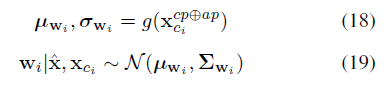 μ_{w_i}, σ_{w_i} = g(x_{c_i}^{cp⊕ap}) (18)
w_i|x̂, x_{c_i} ∼ 𝒩(μ_{w_i}, Σ_{w_i}) (19)